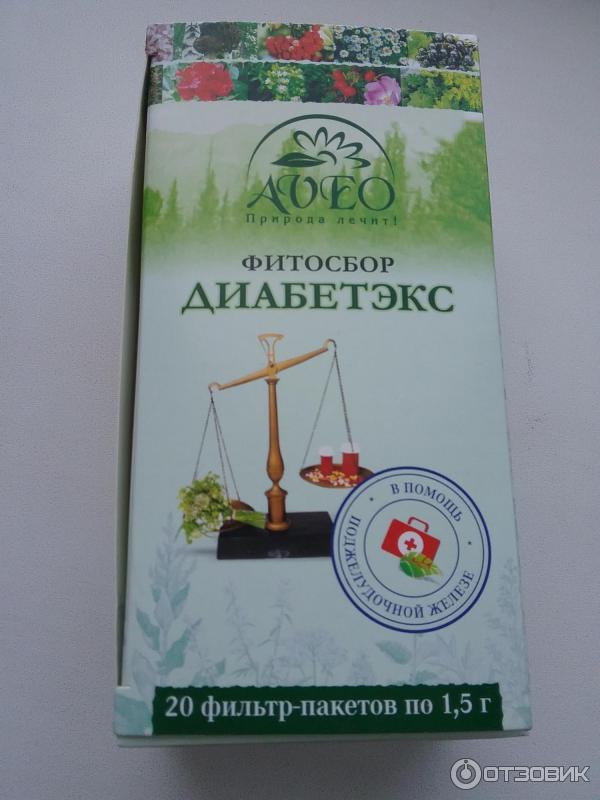 AVEO
Природа лечит!
ФИТОСБОР
ДИАБЕТЭКС
В ПОМОЩЬ
ПОДЖЕЛУДОЧНОЙ ЖЕЛЕЗЕ
20 фильтр-пакетов по 1,5 г
ОТЗОВИК